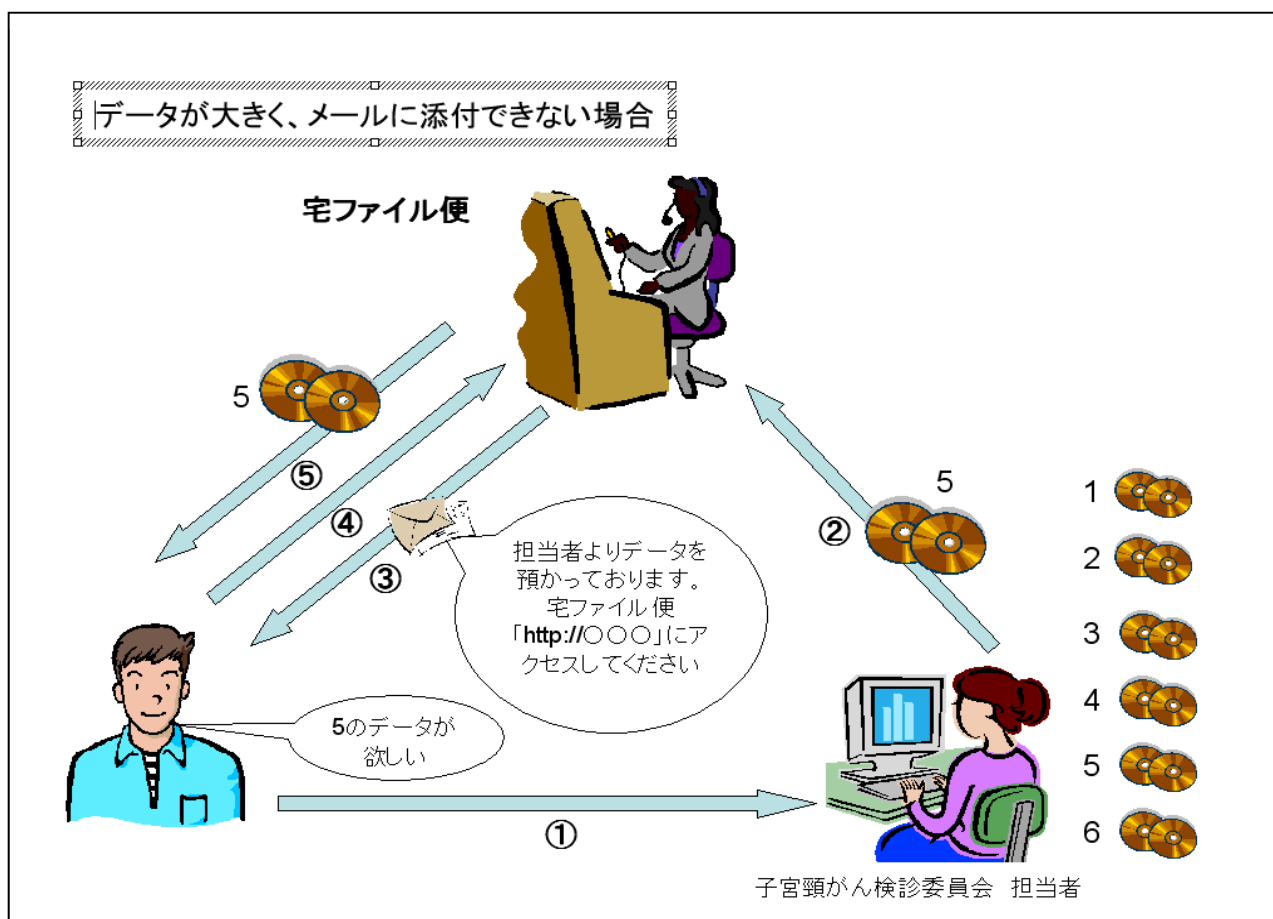 データが大きく、メールに添付できない場合
宅ファイル便
5
⑤
④
③
担当者よりデータを
預かっております。
宅ファイル便
「http://○○○」にア
クセスしてください
5
②
1
2
3
4
5
6
5のデータが
欲しい
①
子宮頸がん検診委員会 担当者